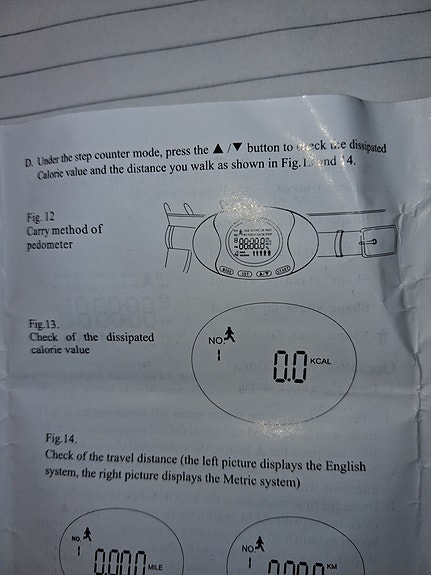 D. Under the step counter mode, press the ▲ /▼ button to check the dissipated
Calorie value and the distance you walk as shown in Fig.13 and 14.
Fig. 12
Carry method of
pedometer
MODE SET ▲/▼ START
Fig.13.
Check of the dissipated
calorie value
NO.
1 0.0 KCAL
Fig.14.
Check of the travel distance (the left picture displays the English
system, the right picture displays the Metric system)
NO. NO.
1 0.000 MILE 1 0.000 KM